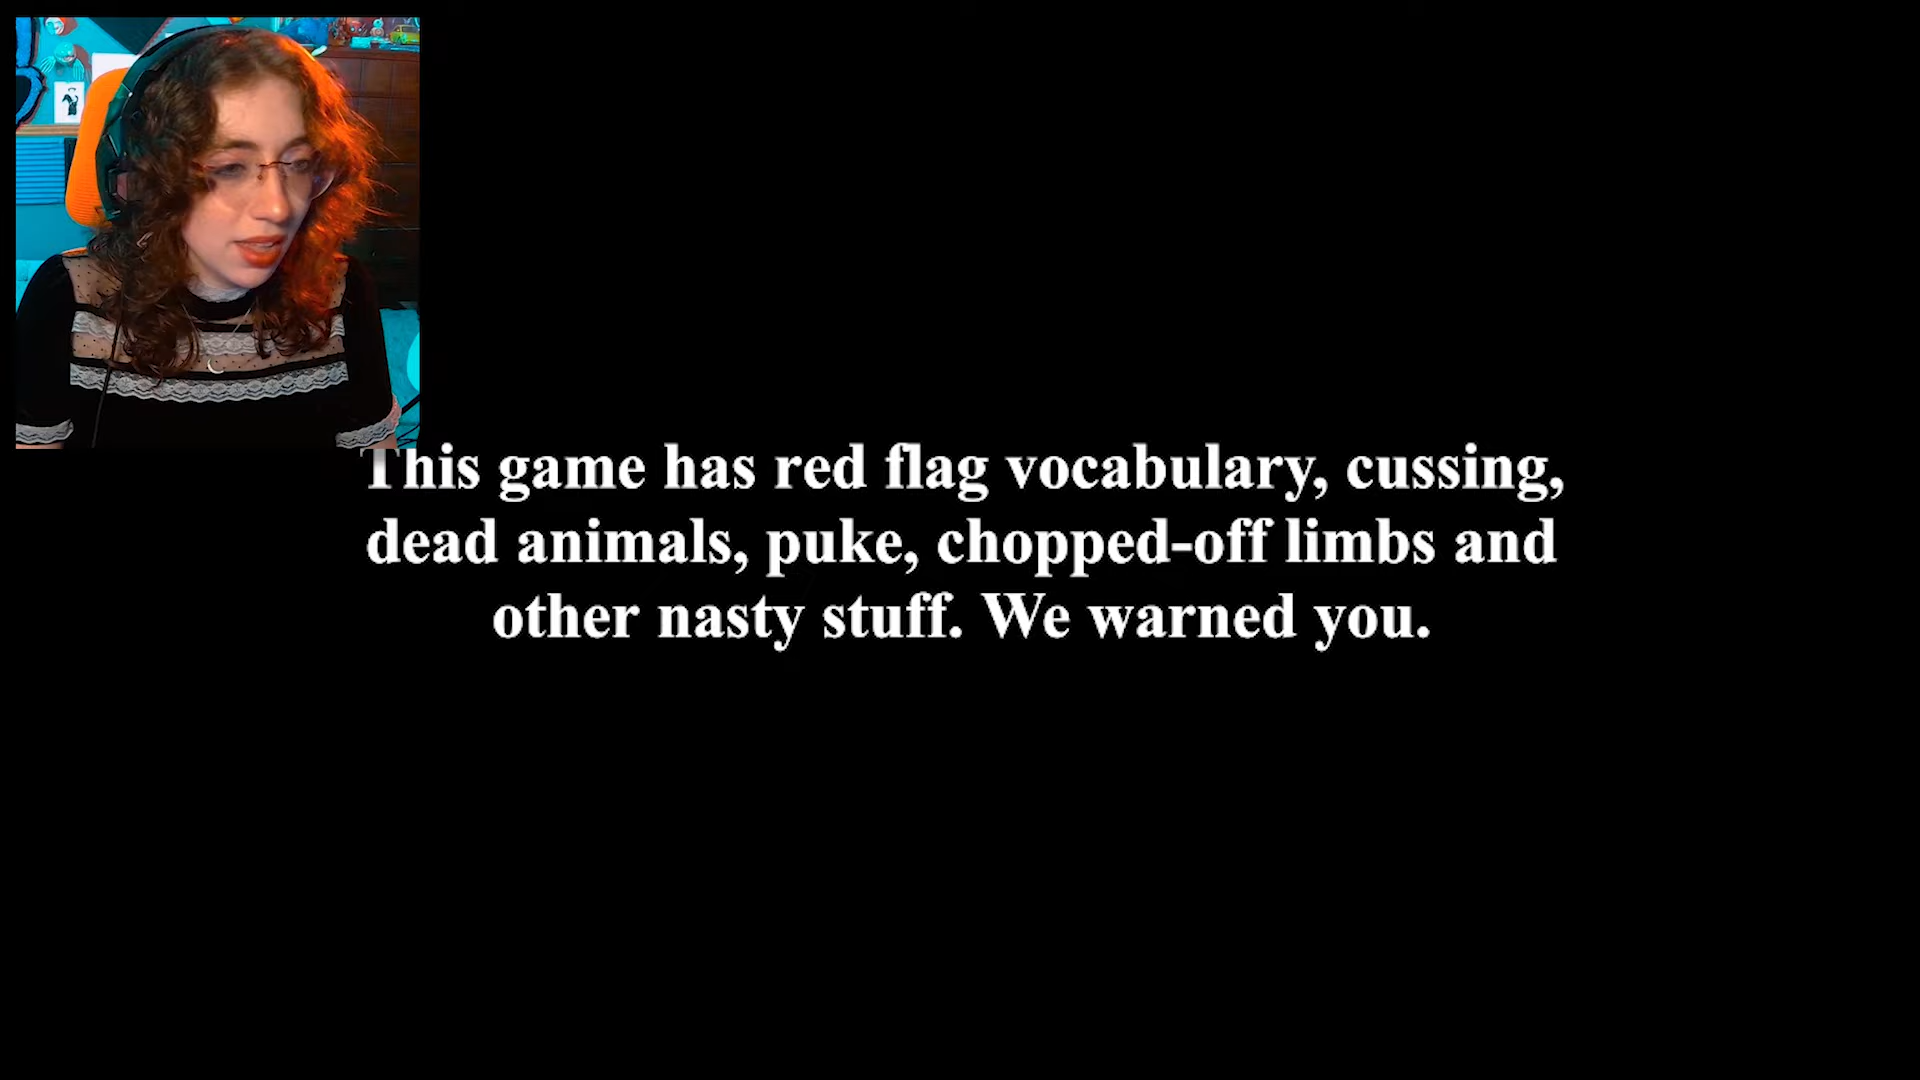 This game has red flag vocabulary, cussing,
dead animals, puke, chopped-off limbs and
other nasty stuff. We warned you.